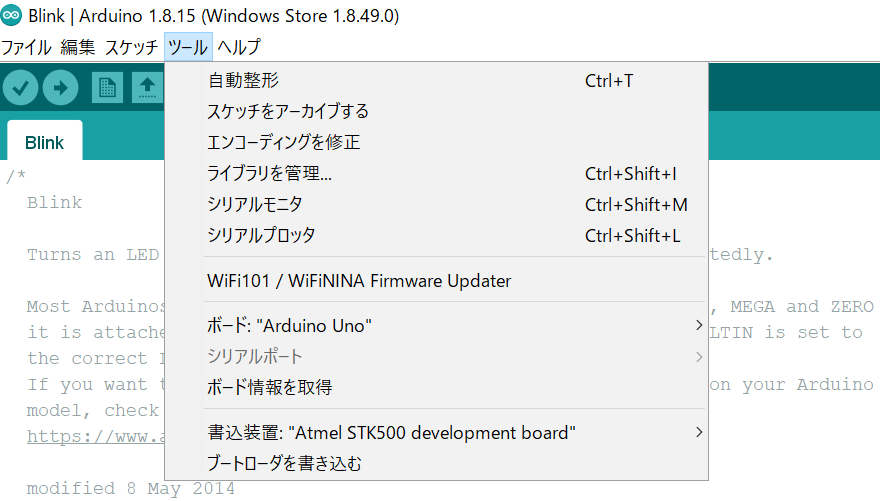 Blink | Arduino 1.8.15 (Windows Store 1.8.49.0)
ファイル 編集 スケッチ ツール ヘルプ
自動整形 Ctrl+T
スケッチをアーカイブする
エンコーディングを修正
Blink
ライブラリを管理... Ctrl+Shift+I
/*
シリアルモニタ Ctrl+Shift+M
Blink
シリアルプロッタ Ctrl+Shift+L
Turns an LED tedly.
WiFi101 / WiFiNINA Firmware Updater
Most Arduinos , MEGA and ZERO
ボード: "Arduino Uno"
it is attache LTIN is set to
シリアルポート
the correct
ボード情報を取得
If you want on your Arduino
model, check
書込装置: "Atmel STK500 development board"
https://www.a
ブートローダを書き込む
modified 8 May 2014